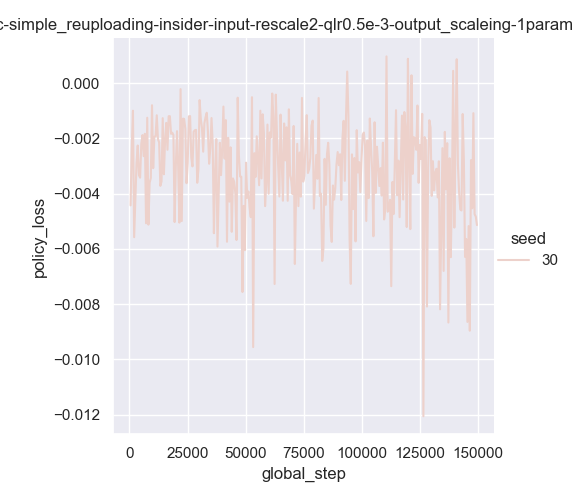 c-simple_reuploading-insider-input-rescale2-qlr0.5e-3-output_scaleing-1param
0.000
−0.002
−0.004
−0.006
−0.008
−0.010
−0.012
policy_loss
0 25000 50000 75000 100000 125000 150000
global_step
seed
30